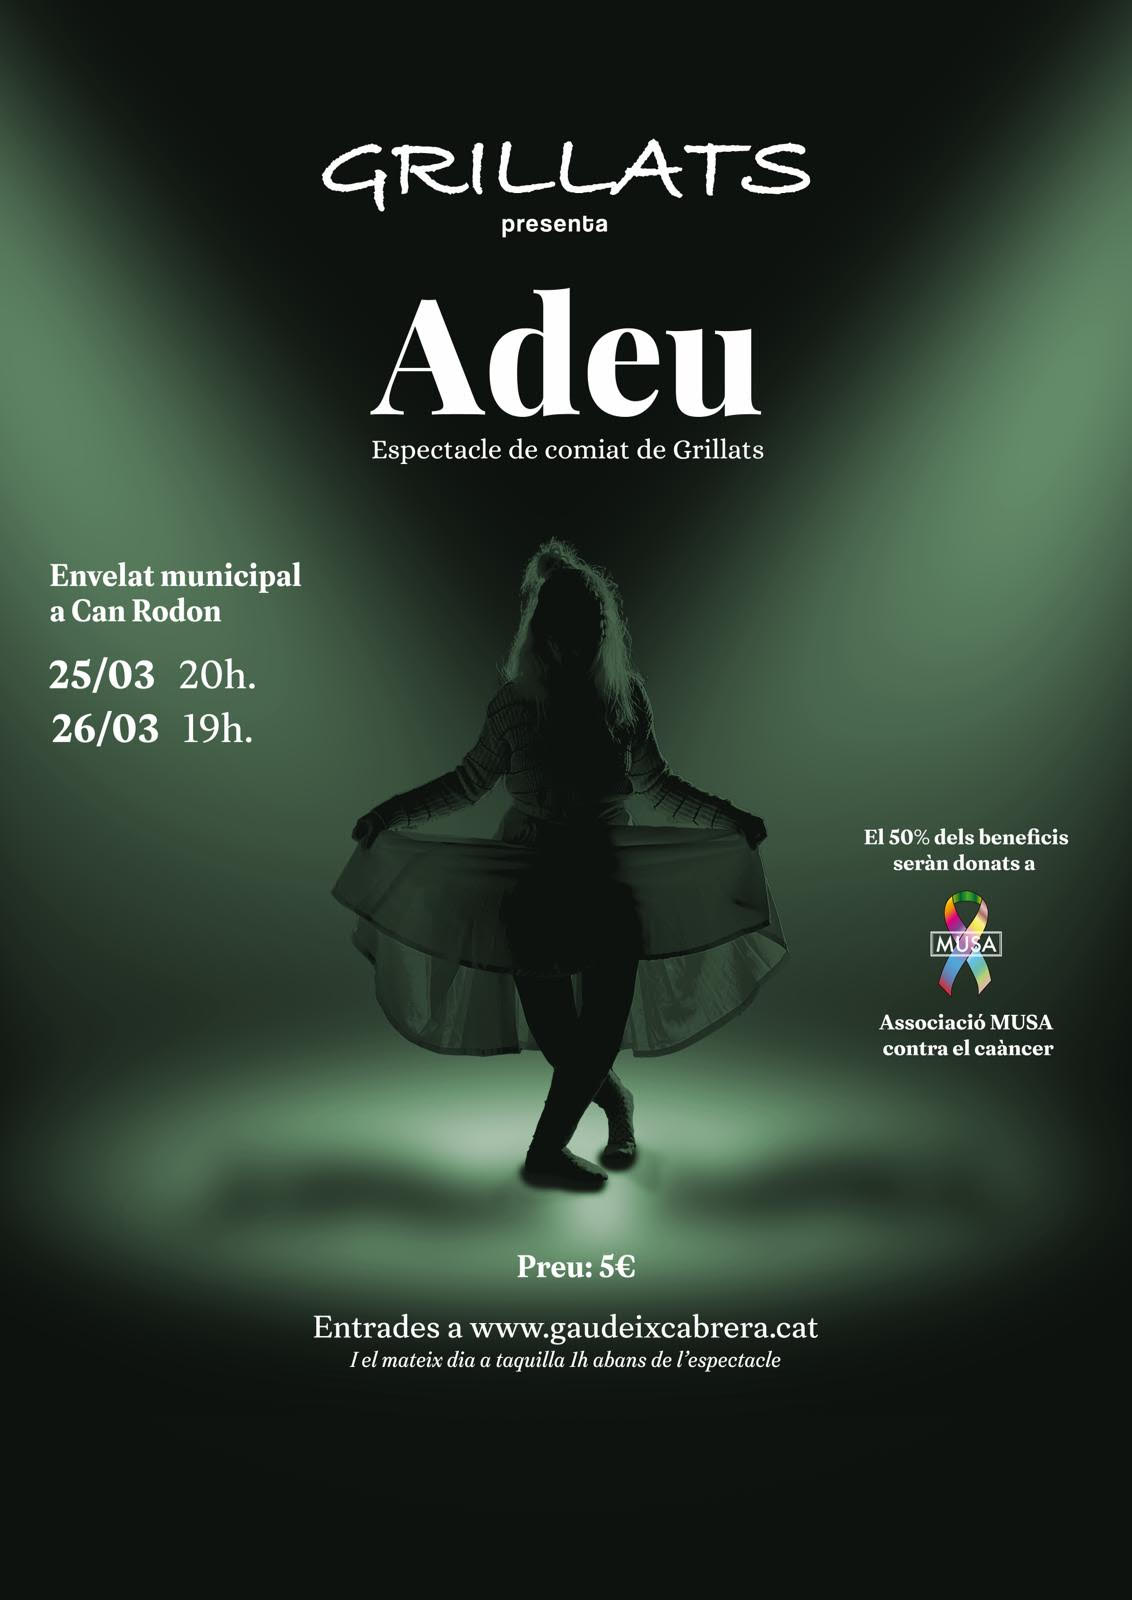 GRILLATS
presenta
Adeu
Espectacle de comiat de Grillats
Envelat municipal
a Can Rodon
25/03 20h.
26/03 19h.
El 50% dels beneficis
seràn donats a
MUSA
Associació MUSA
contra el caàncer
Preu: 5€
Entrades a www.gaudeixcabrera.cat
I el mateix dia a taquilla 1h abans de l'espectacle